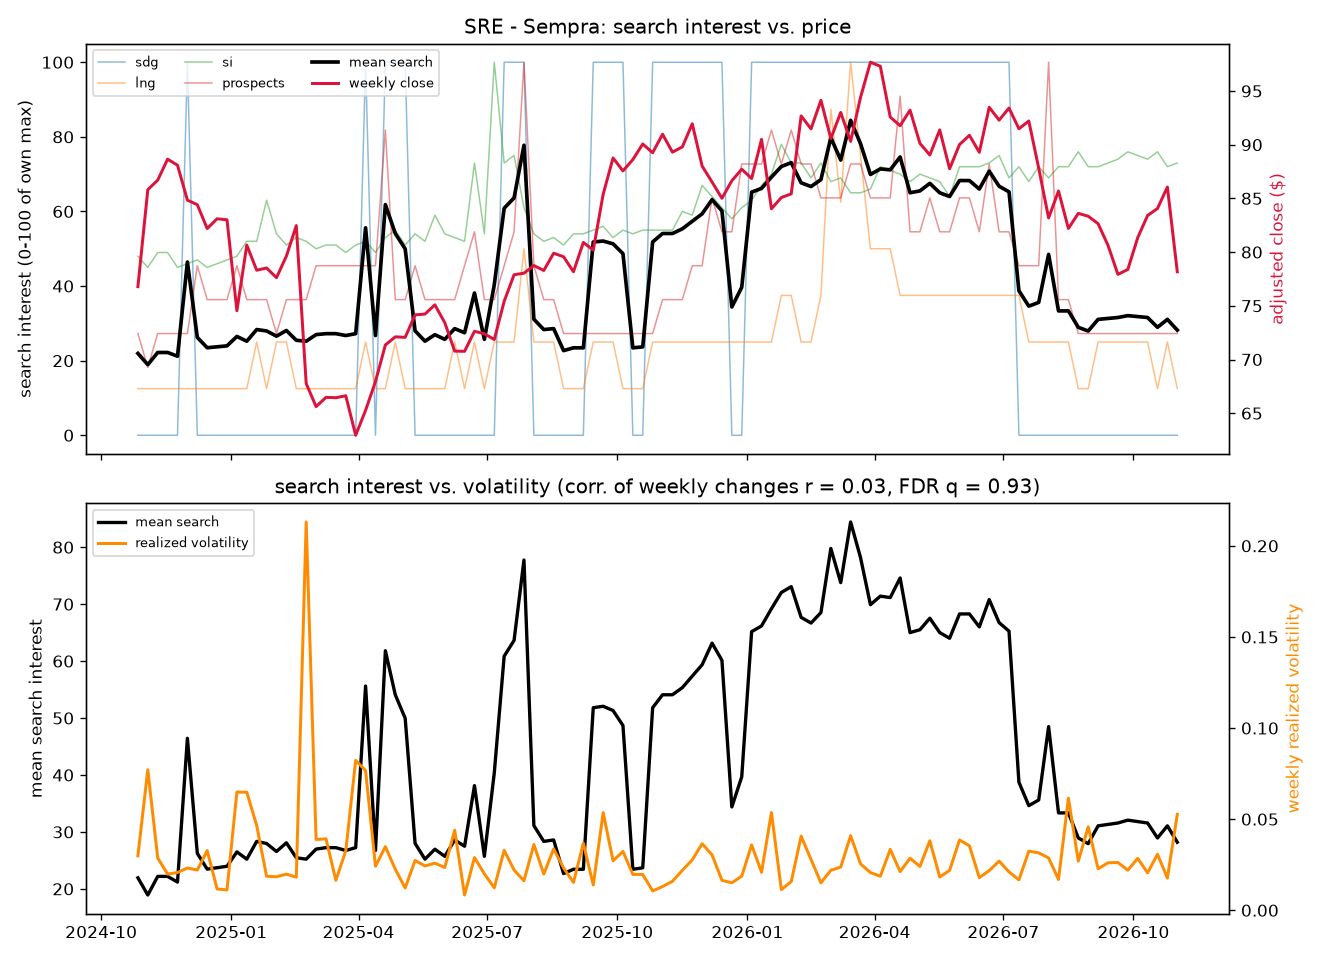 SRE - Sempra: search interest vs. price
search interest (0-100 of own max)
100
80
60
40
20
0
sdg
lng
si
prospects
mean search
weekly close
95
90
85
80
75
70
65
adjusted close ($)
search interest vs. volatility (corr. of weekly changes r = 0.03, FDR q = 0.93)
mean search interest
80
70
60
50
40
30
20
mean search
realized volatility
0.20
0.15
0.10
0.05
0.00
weekly realized volatility
2024-10
2025-01
2025-04
2025-07
2025-10
2026-01
2026-04
2026-07
2026-10